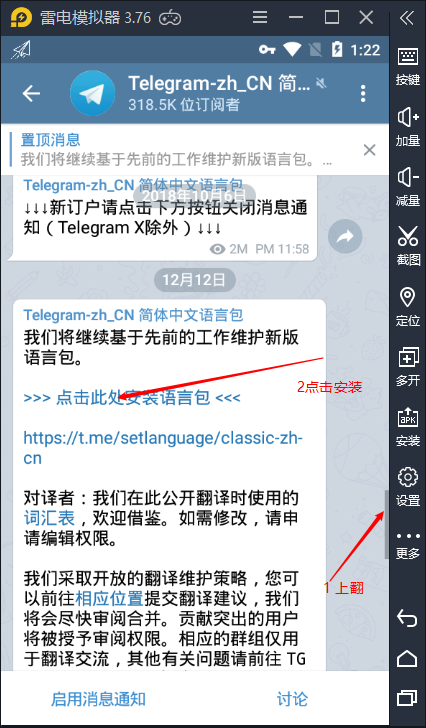 雷电模拟器 3.76
1:22
Telegram-zh_CN 简...
318.5K 位订阅者
置顶消息
我们将继续基于先前的工作维护新版语言包。...
Telegram-zh_CN 简体中文语言包
2018年10月6日
↓↓↓新订户请点击下方按钮关闭消息通
知（Telegram X除外）↓↓↓
2M PM 11:58
12月12日
Telegram-zh_CN 简体中文语言包
我们将继续基于先前的工作维护新版
语言包。
>>> 点击此处安装语言包 <<<
2点击安装
https://t.me/setlanguage/classic-zh-
cn
对译者：我们在此公开翻译时使用的
词汇表，欢迎借鉴。如需修改，请申
请编辑权限。
1 上翻
我们采取开放的翻译维护策略，您可
以前往相应位置提交翻译建议，我们
将会尽快审阅合并。贡献突出的用户
将被授予审阅权限。相应的群组仅用
于翻译交流，其他有关问题请前往 TG
启用消息通知
讨论
按键
加量
减量
截图
定位
多开
APK
安装
设置
更多